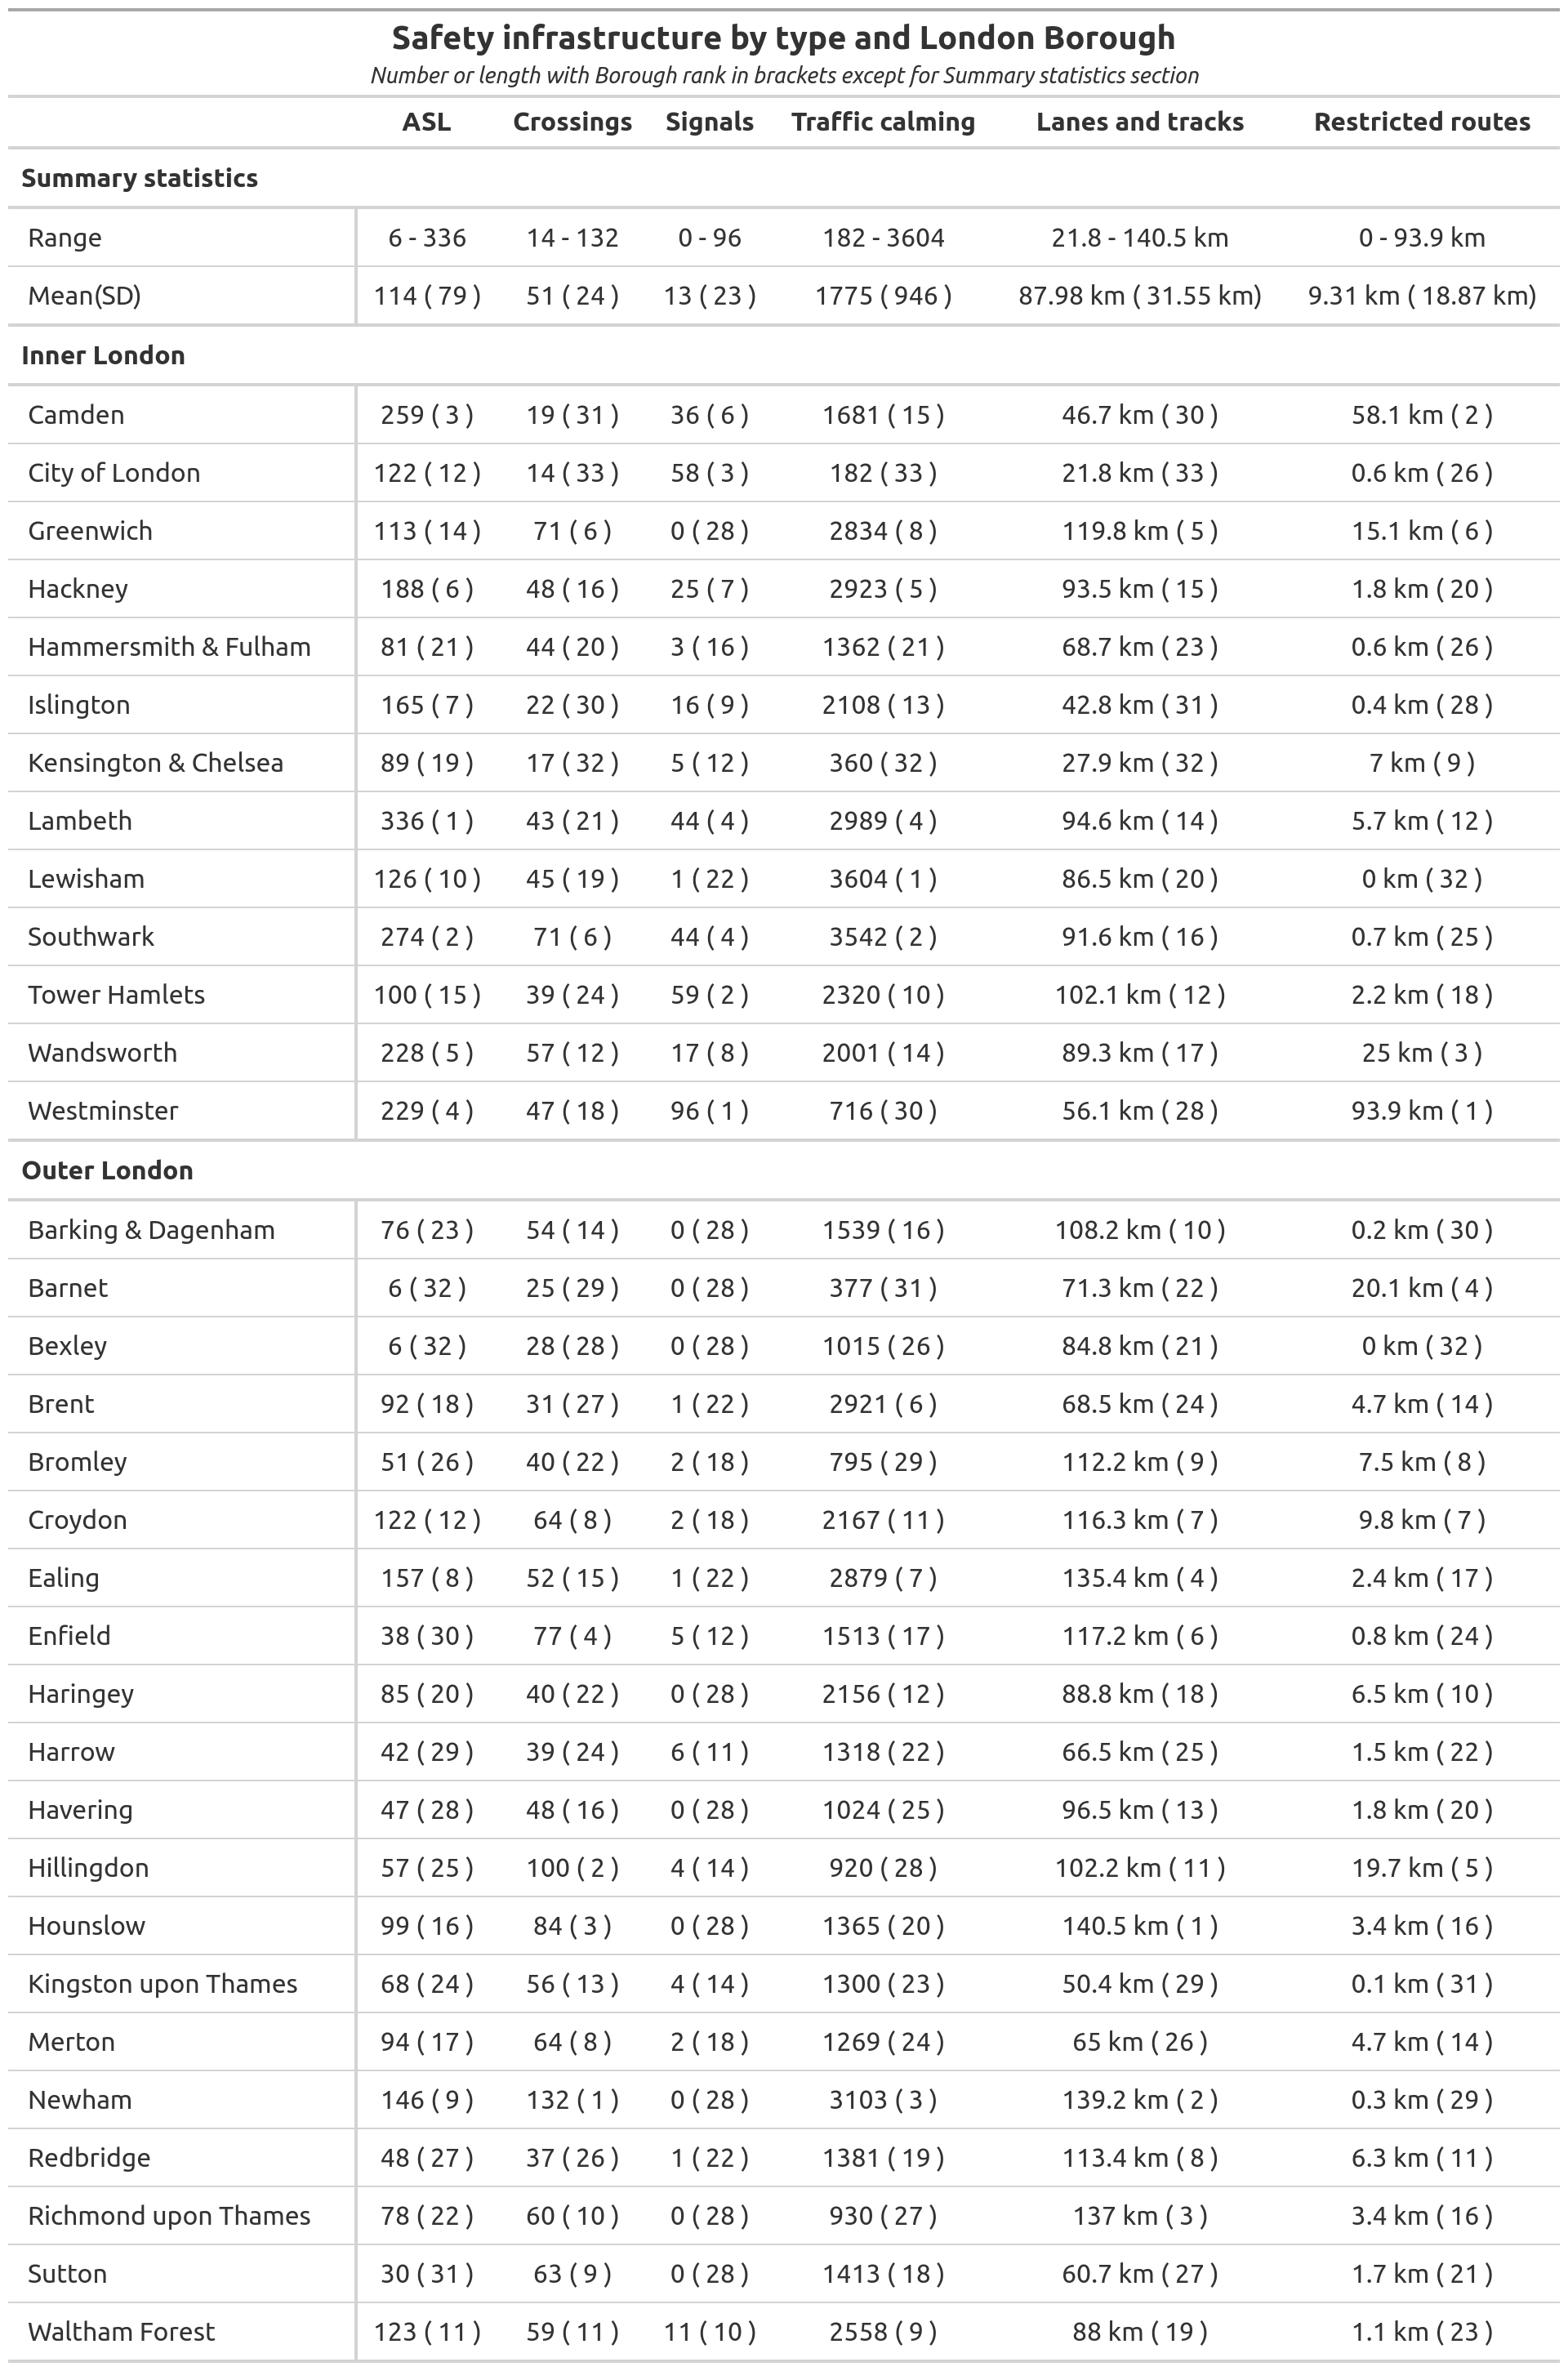 Safety infrastructure by type and London Borough
Number or length with Borough rank in brackets except for Summary statistics section
ASL Crossings Signals Traffic calming Lanes and tracks Restricted routes
Summary statistics
Range 6 - 336 14 - 132 0 - 96 182 - 3604 21.8 - 140.5 km 0 - 93.9 km
Mean(SD) 114 ( 79 ) 51 ( 24 ) 13 ( 23 ) 1775 ( 946 ) 87.98 km ( 31.55 km) 9.31 km ( 18.87 km)
Inner London
Camden 259 ( 3 ) 19 ( 31 ) 36 ( 6 ) 1681 ( 15 ) 46.7 km ( 30 ) 58.1 km ( 2 )
City of London 122 ( 12 ) 14 ( 33 ) 58 ( 3 ) 182 ( 33 ) 21.8 km ( 33 ) 0.6 km ( 26 )
Greenwich 113 ( 14 ) 71 ( 6 ) 0 ( 28 ) 2834 ( 8 ) 119.8 km ( 5 ) 15.1 km ( 6 )
Hackney 188 ( 6 ) 48 ( 16 ) 25 ( 7 ) 2923 ( 5 ) 93.5 km ( 15 ) 1.8 km ( 20 )
Hammersmith & Fulham 81 ( 21 ) 44 ( 20 ) 3 ( 16 ) 1362 ( 21 ) 68.7 km ( 23 ) 0.6 km ( 26 )
Islington 165 ( 7 ) 22 ( 30 ) 16 ( 9 ) 2108 ( 13 ) 42.8 km ( 31 ) 0.4 km ( 28 )
Kensington & Chelsea 89 ( 19 ) 17 ( 32 ) 5 ( 12 ) 360 ( 32 ) 27.9 km ( 32 ) 7 km ( 9 )
Lambeth 336 ( 1 ) 43 ( 21 ) 44 ( 4 ) 2989 ( 4 ) 94.6 km ( 14 ) 5.7 km ( 12 )
Lewisham 126 ( 10 ) 45 ( 19 ) 1 ( 22 ) 3604 ( 1 ) 86.5 km ( 20 ) 0 km ( 32 )
Southwark 274 ( 2 ) 71 ( 6 ) 44 ( 4 ) 3542 ( 2 ) 91.6 km ( 16 ) 0.7 km ( 25 )
Tower Hamlets 100 ( 15 ) 39 ( 24 ) 59 ( 2 ) 2320 ( 10 ) 102.1 km ( 12 ) 2.2 km ( 18 )
Wandsworth 228 ( 5 ) 57 ( 12 ) 17 ( 8 ) 2001 ( 14 ) 89.3 km ( 17 ) 25 km ( 3 )
Westminster 229 ( 4 ) 47 ( 18 ) 96 ( 1 ) 716 ( 30 ) 56.1 km ( 28 ) 93.9 km ( 1 )
Outer London
Barking & Dagenham 76 ( 23 ) 54 ( 14 ) 0 ( 28 ) 1539 ( 16 ) 108.2 km ( 10 ) 0.2 km ( 30 )
Barnet 6 ( 32 ) 25 ( 29 ) 0 ( 28 ) 377 ( 31 ) 71.3 km ( 22 ) 20.1 km ( 4 )
Bexley 6 ( 32 ) 28 ( 28 ) 0 ( 28 ) 1015 ( 26 ) 84.8 km ( 21 ) 0 km ( 32 )
Brent 92 ( 18 ) 31 ( 27 ) 1 ( 22 ) 2921 ( 6 ) 68.5 km ( 24 ) 4.7 km ( 14 )
Bromley 51 ( 26 ) 40 ( 22 ) 2 ( 18 ) 795 ( 29 ) 112.2 km ( 9 ) 7.5 km ( 8 )
Croydon 122 ( 12 ) 64 ( 8 ) 2 ( 18 ) 2167 ( 11 ) 116.3 km ( 7 ) 9.8 km ( 7 )
Ealing 157 ( 8 ) 52 ( 15 ) 1 ( 22 ) 2879 ( 7 ) 135.4 km ( 4 ) 2.4 km ( 17 )
Enfield 38 ( 30 ) 77 ( 4 ) 5 ( 12 ) 1513 ( 17 ) 117.2 km ( 6 ) 0.8 km ( 24 )
Haringey 85 ( 20 ) 40 ( 22 ) 0 ( 28 ) 2156 ( 12 ) 88.8 km ( 18 ) 6.5 km ( 10 )
Harrow 42 ( 29 ) 39 ( 24 ) 6 ( 11 ) 1318 ( 22 ) 66.5 km ( 25 ) 1.5 km ( 22 )
Havering 47 ( 28 ) 48 ( 16 ) 0 ( 28 ) 1024 ( 25 ) 96.5 km ( 13 ) 1.8 km ( 20 )
Hillingdon 57 ( 25 ) 100 ( 2 ) 4 ( 14 ) 920 ( 28 ) 102.2 km ( 11 ) 19.7 km ( 5 )
Hounslow 99 ( 16 ) 84 ( 3 ) 0 ( 28 ) 1365 ( 20 ) 140.5 km ( 1 ) 3.4 km ( 16 )
Kingston upon Thames 68 ( 24 ) 56 ( 13 ) 4 ( 14 ) 1300 ( 23 ) 50.4 km ( 29 ) 0.1 km ( 31 )
Merton 94 ( 17 ) 64 ( 8 ) 2 ( 18 ) 1269 ( 24 ) 65 km ( 26 ) 4.7 km ( 14 )
Newham 146 ( 9 ) 132 ( 1 ) 0 ( 28 ) 3103 ( 3 ) 139.2 km ( 2 ) 0.3 km ( 29 )
Redbridge 48 ( 27 ) 37 ( 26 ) 1 ( 22 ) 1381 ( 19 ) 113.4 km ( 8 ) 6.3 km ( 11 )
Richmond upon Thames 78 ( 22 ) 60 ( 10 ) 0 ( 28 ) 930 ( 27 ) 137 km ( 3 ) 3.4 km ( 16 )
Sutton 30 ( 31 ) 63 ( 9 ) 0 ( 28 ) 1413 ( 18 ) 60.7 km ( 27 ) 1.7 km ( 21 )
Waltham Forest 123 ( 11 ) 59 ( 11 ) 11 ( 10 ) 2558 ( 9 ) 88 km ( 19 ) 1.1 km ( 23 )